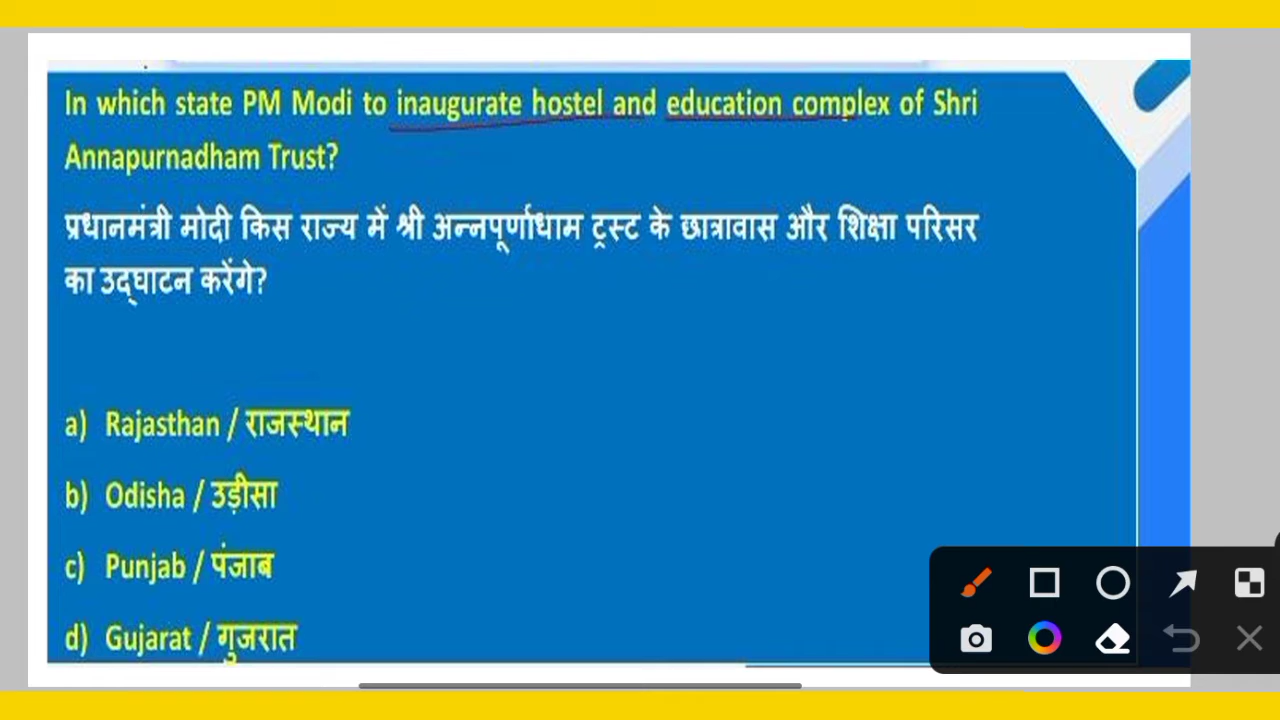 In which state PM Modi to inaugurate hostel and education complex of Shri
Annapurnadham Trust?
प्रधानमंत्री मोदी किस राज्य में श्री अन्नपूर्णाधाम ट्रस्ट के छात्रावास और शिक्षा परिसर
का उद्घाटन करेंगे?
a) Rajasthan / राजस्थान
b) Odisha / उड़ीसा
c) Punjab / पंजाब
d) Gujarat / गुजरात